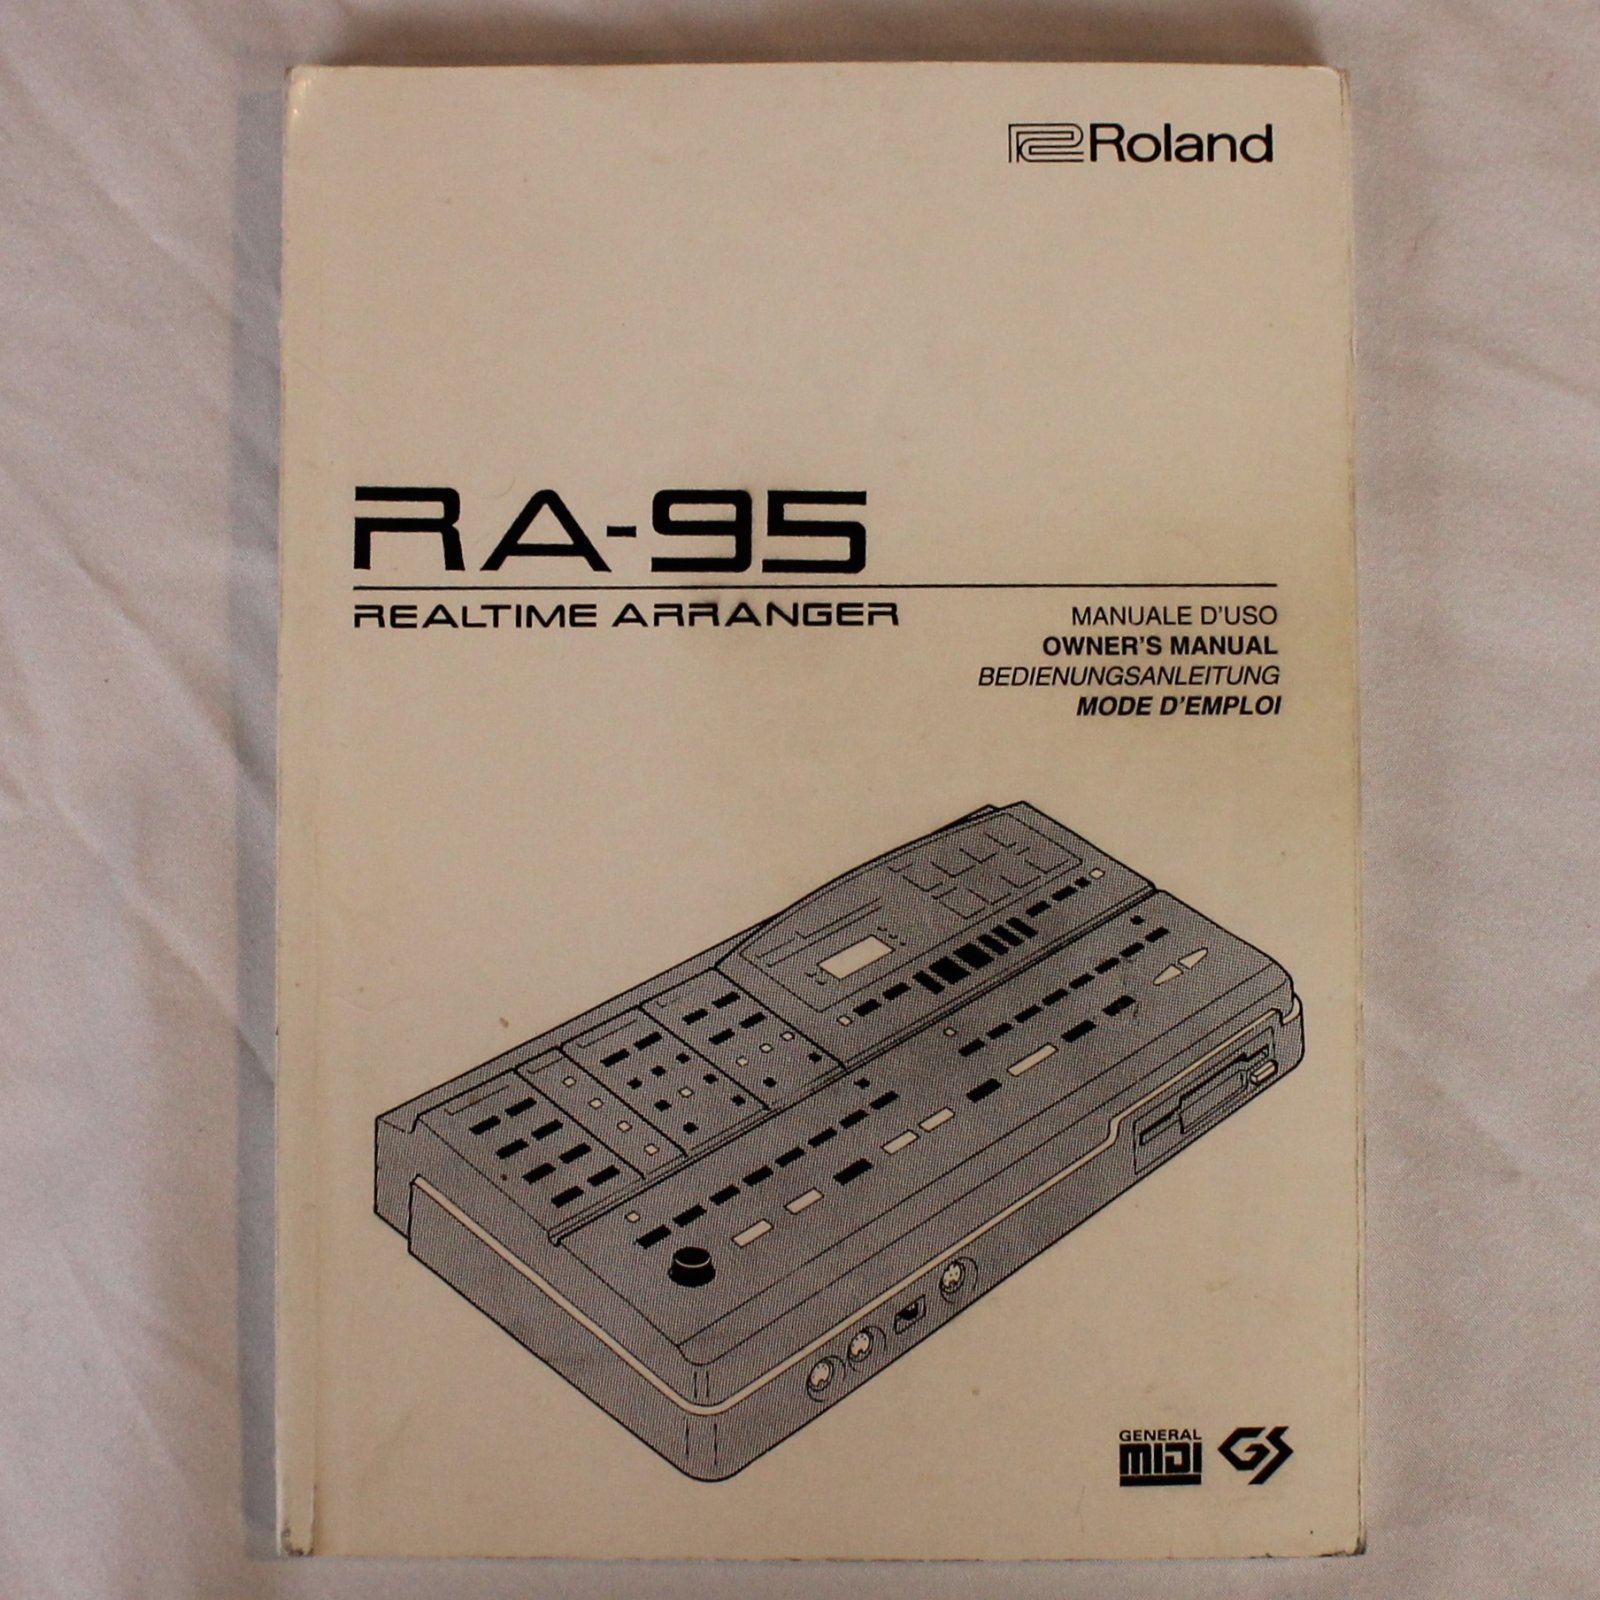 Roland
RA-95
REALTIME ARRANGER
MANUALE D'USO
OWNER'S MANUAL
BEDIENUNGSANLEITUNG
MODE D'EMPLOI
GENERAL
MIDI GS